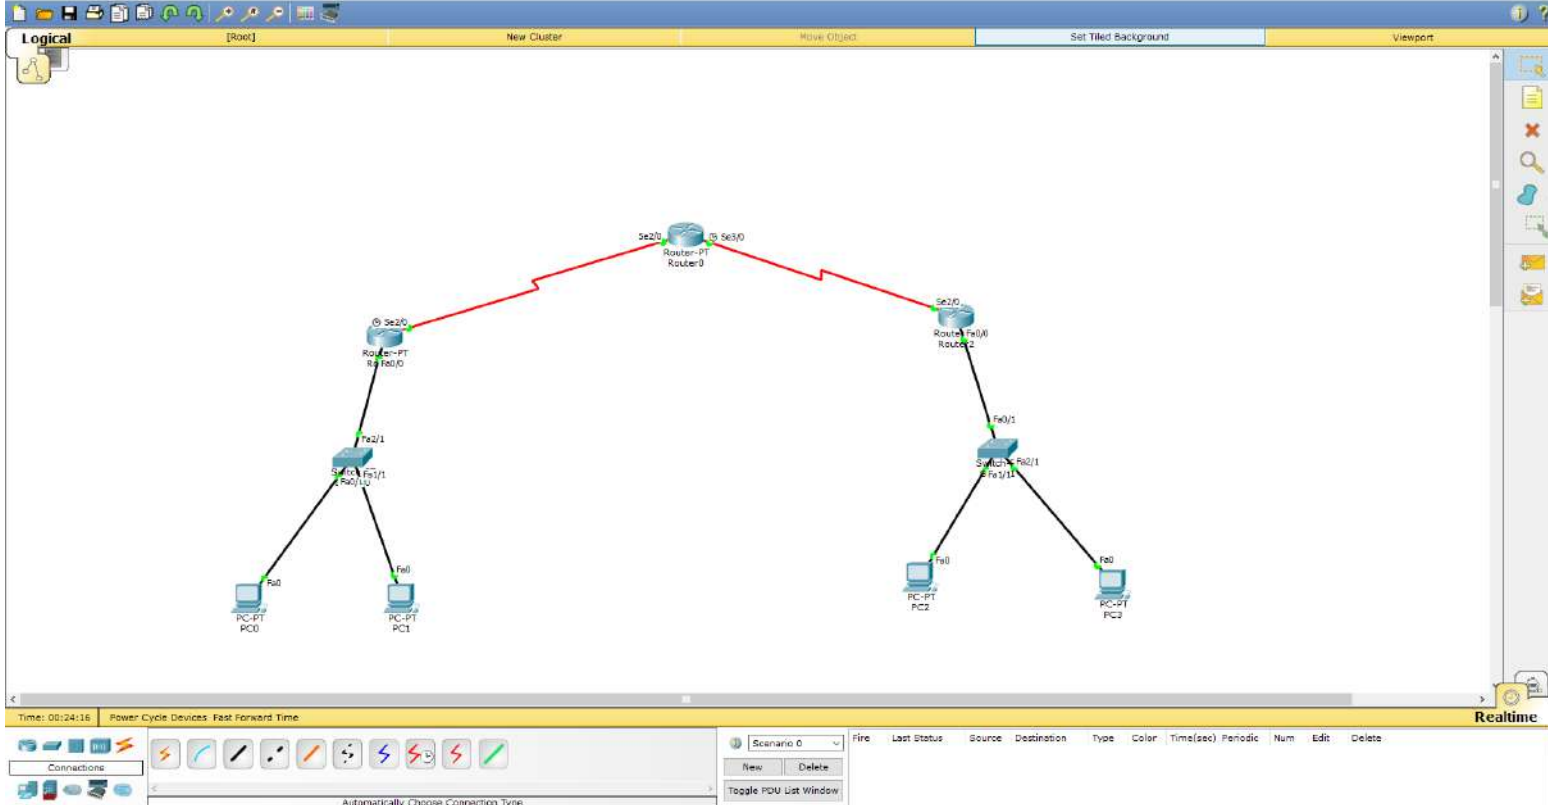 Logical
[Root]
New Cluster
Move Object
Set Tiled Background
Viewport
Se2/0
Se3/0
Router-PT
Router0
Se2/0
Router-PT
Fa0/0
Se2/0
Fa0/0
Router2
Fa2/1
Fa1/1
Fa0/1
Fa2/1
Fa1/1
Fa0
Fa0
PC-PT
PC0
PC-PT
PC1
Fa0
Fa0
PC-PT
PC2
PC-PT
PC3
Time: 00:24:16
Power Cycle Devices Fast Forward Time
Realtime
Connections
Automatically Choose Connection Type
Scenario 0
New
Delete
Toggle PDU List Window
Fire
Last Status
Source
Destination
Type
Color
Time(sec)
Periodic
Num
Edit
Delete